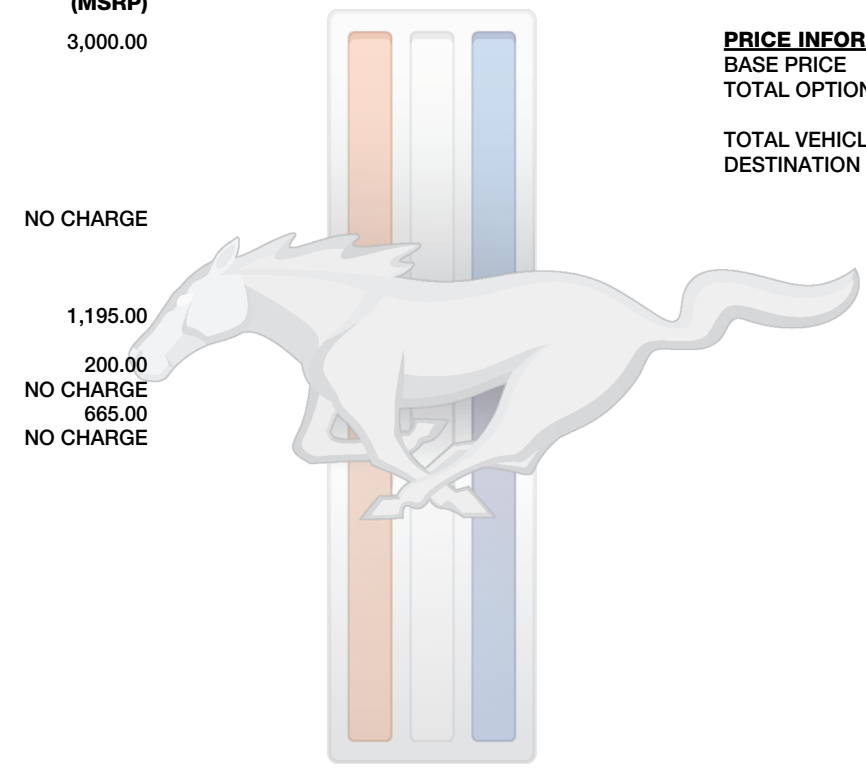 (MSRP)
3,000.00
NO CHARGE
1,195.00
200.00
NO CHARGE
665.00
NO CHARGE
PRICE INFOR
BASE PRICE
TOTAL OPTION
TOTAL VEHICL
DESTINATION